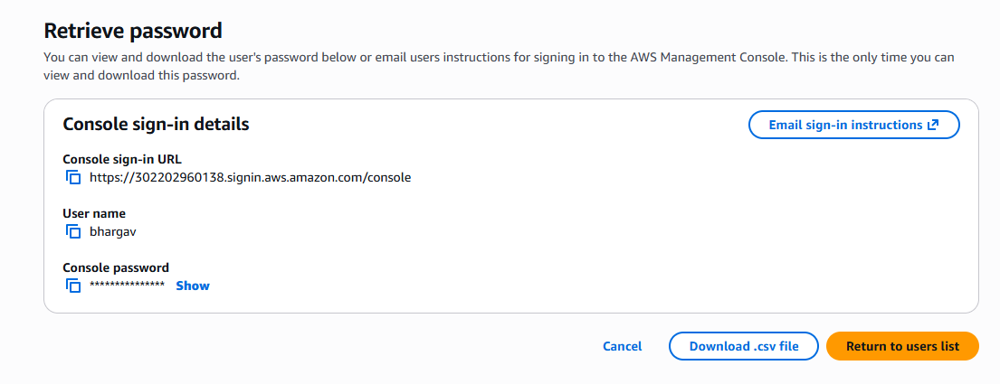 Retrieve password
You can view and download the user's password below or email users instructions for signing in to the AWS Management Console. This is the only time you can
view and download this password.
Console sign-in details
Email sign-in instructions
Console sign-in URL
https://302202960138.signin.aws.amazon.com/console
User name
bhargav
Console password
*************** Show
Cancel
Download .csv file
Return to users list